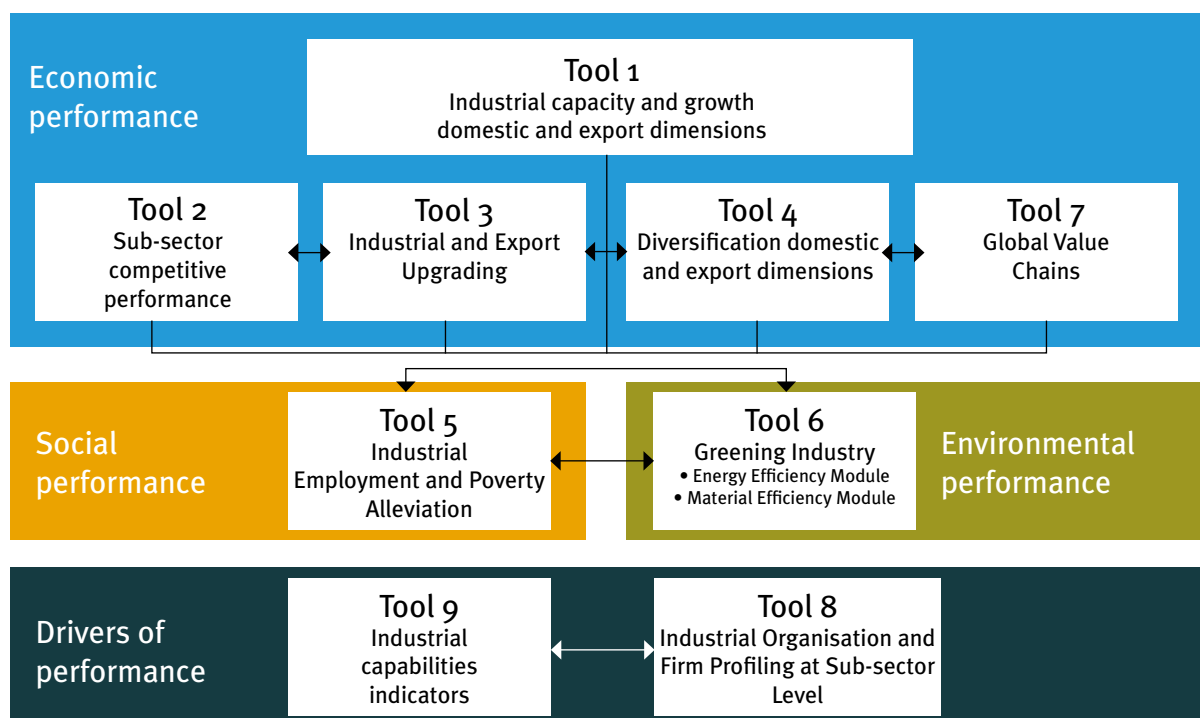 Economic
performance
Tool 1
Industrial capacity and growth
domestic and export dimensions
Tool 2
Sub-sector
competitive
performance
Tool 3
Industrial and Export
Upgrading
Tool 4
Diversification domestic
and export dimensions
Tool 7
Global Value
Chains
Social
performance
Tool 5
Industrial
Employment and Poverty
Alleviation
Tool 6
Greening Industry
• Energy Efficiency Module
• Material Efficiency Module
Environmental
performance
Drivers of
performance
Tool 9
Industrial
capabilities
indicators
Tool 8
Industrial Organisation and
Firm Profiling at Sub-sector
Level